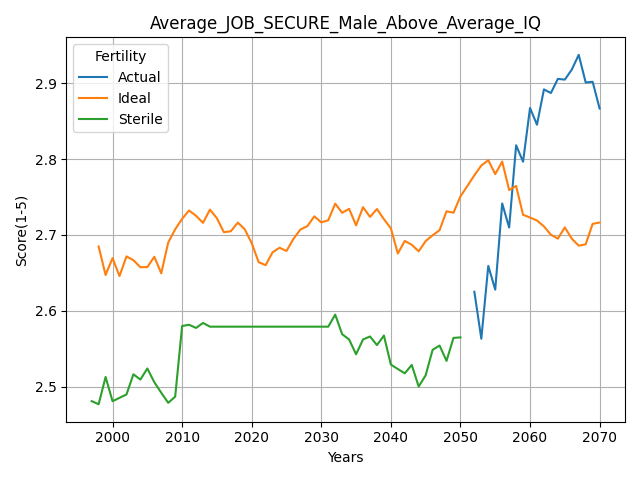 Average_JOB_SECURE_Male_Above_Average_IQ
Fertility
Actual
Ideal
Sterile
Score(1-5)
2.9
2.8
2.7
2.6
2.5
2000 2010 2020 2030 2040 2050 2060 2070
Years